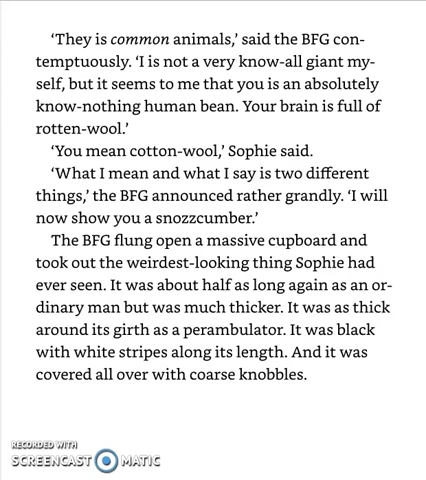 ‘They is common animals,’ said the BFG con-
temptuously. ‘I is not a very know-all giant my-
self, but it seems to me that you is an absolutely
know-nothing human bean. Your brain is full of
rotten-wool.’
‘You mean cotton-wool,’ Sophie said.
‘What I mean and what I say is two different
things,’ the BFG announced rather grandly. ‘I will
now show you a snozzcumber.’
The BFG flung open a massive cupboard and
took out the weirdest-looking thing Sophie had
ever seen. It was about half as long again as an or-
dinary man but was much thicker. It was as thick
around its girth as a perambulator. It was black
with white stripes along its length. And it was
covered all over with coarse knobbles.
RECORDED WITH
SCREENCAST MATIC